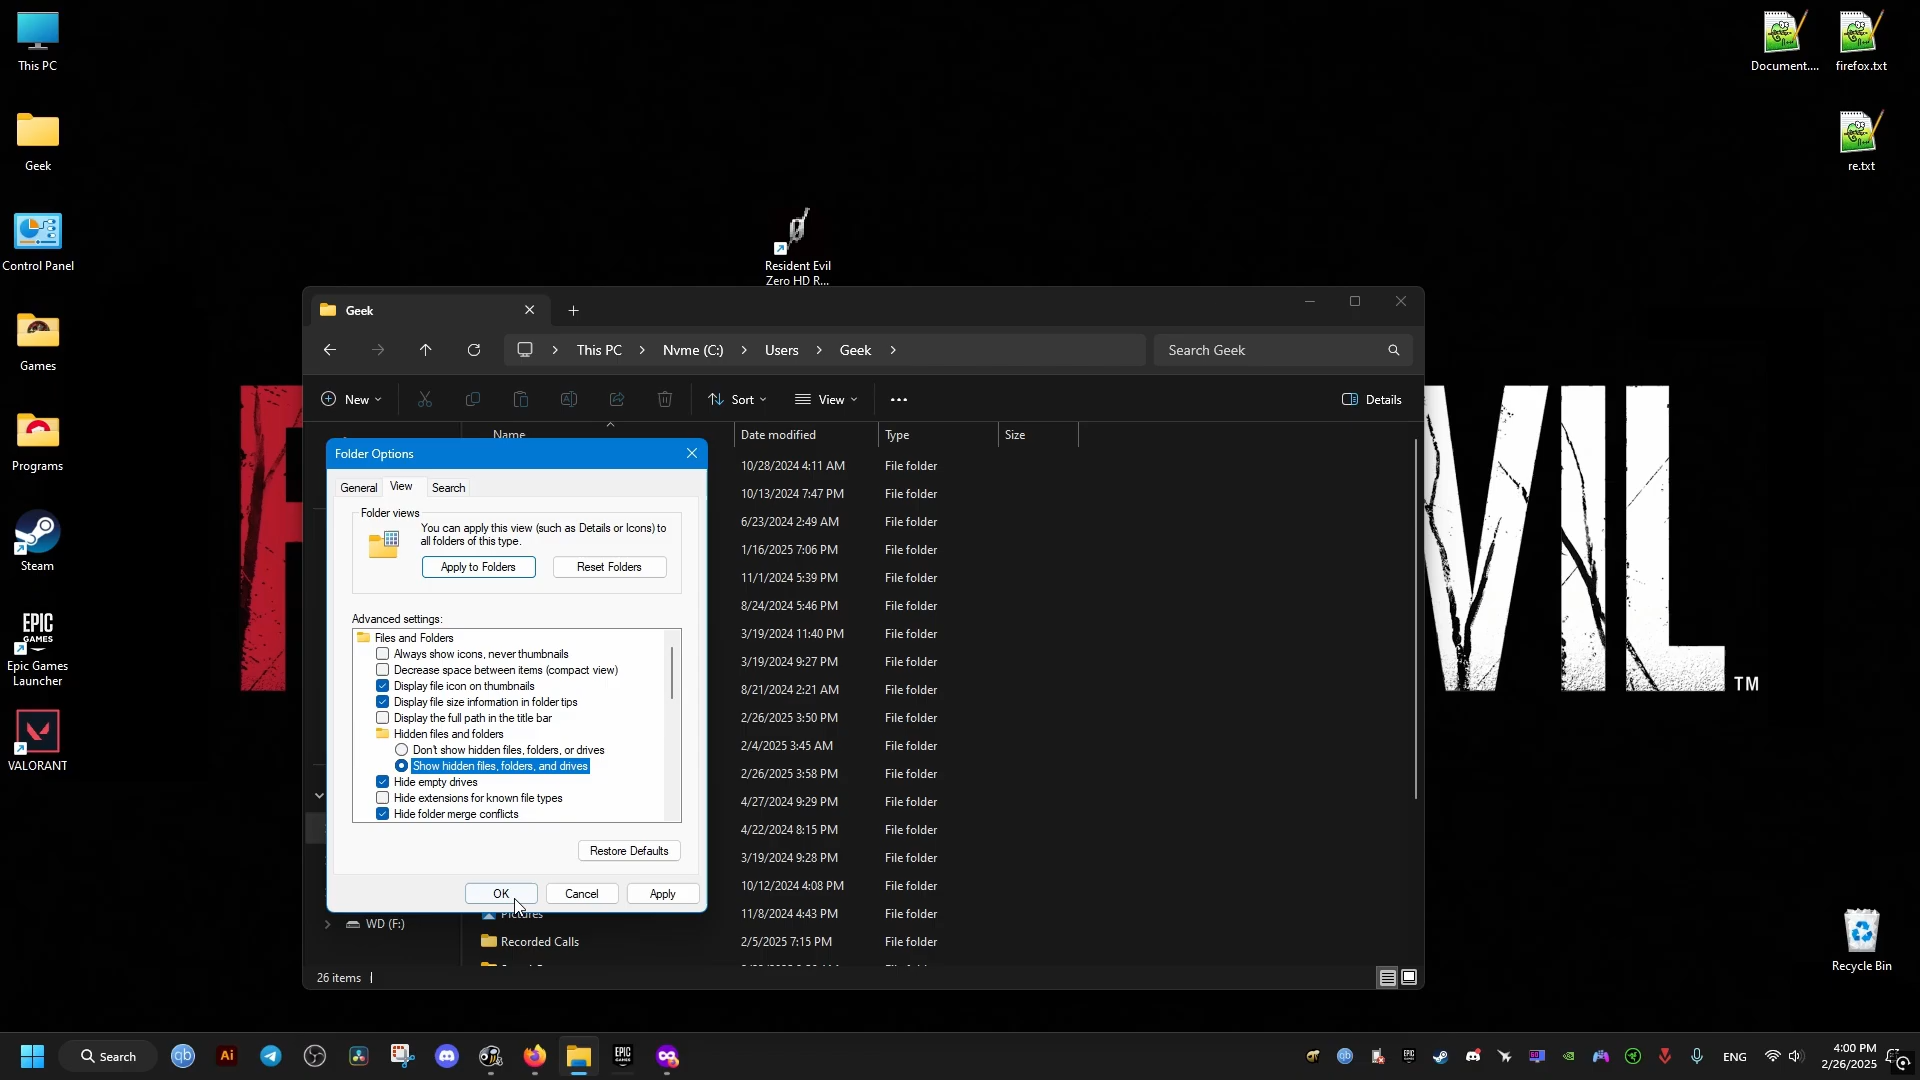 This PC
Geek
Control Panel
Games
Programs
Steam
EPIC
GAMES
Epic Games
Launcher
VALORANT
Document....
firefox.txt
re.txt
Recycle Bin
Resident Evil
Zero HD R...
VIL
TM
Geek
This PC
Nvme (C:)
Users
Geek
Search Geek
New
Sort
View
Details
Name
Date modified
Type
Size
10/28/2024 4:11 AM
File folder
10/13/2024 7:47 PM
File folder
6/23/2024 2:49 AM
File folder
1/16/2025 7:06 PM
File folder
11/1/2024 5:39 PM
File folder
8/24/2024 5:46 PM
File folder
3/19/2024 11:40 PM
File folder
3/19/2024 9:27 PM
File folder
8/21/2024 2:21 AM
File folder
2/26/2025 3:50 PM
File folder
2/4/2025 3:45 AM
File folder
2/26/2025 3:58 PM
File folder
4/27/2024 9:29 PM
File folder
4/22/2024 8:15 PM
File folder
3/19/2024 9:28 PM
File folder
10/12/2024 4:08 PM
File folder
Pictures
11/8/2024 4:43 PM
File folder
WD (F:)
Recorded Calls
2/5/2025 7:15 PM
File folder
26 items
Folder Options
General
View
Search
Folder views
You can apply this view (such as Details or Icons) to
all folders of this type.
Apply to Folders
Reset Folders
Advanced settings:
Files and Folders
Always show icons, never thumbnails
Decrease space between items (compact view)
Display file icon on thumbnails
Display file size information in folder tips
Display the full path in the title bar
Hidden files and folders
Don't show hidden files, folders, or drives
Show hidden files, folders, and drives
Hide empty drives
Hide extensions for known file types
Hide folder merge conflicts
Restore Defaults
OK
Cancel
Apply
Search
qb
Ai
EPIC
GAMES
ENG
4:00 PM
2/26/2025